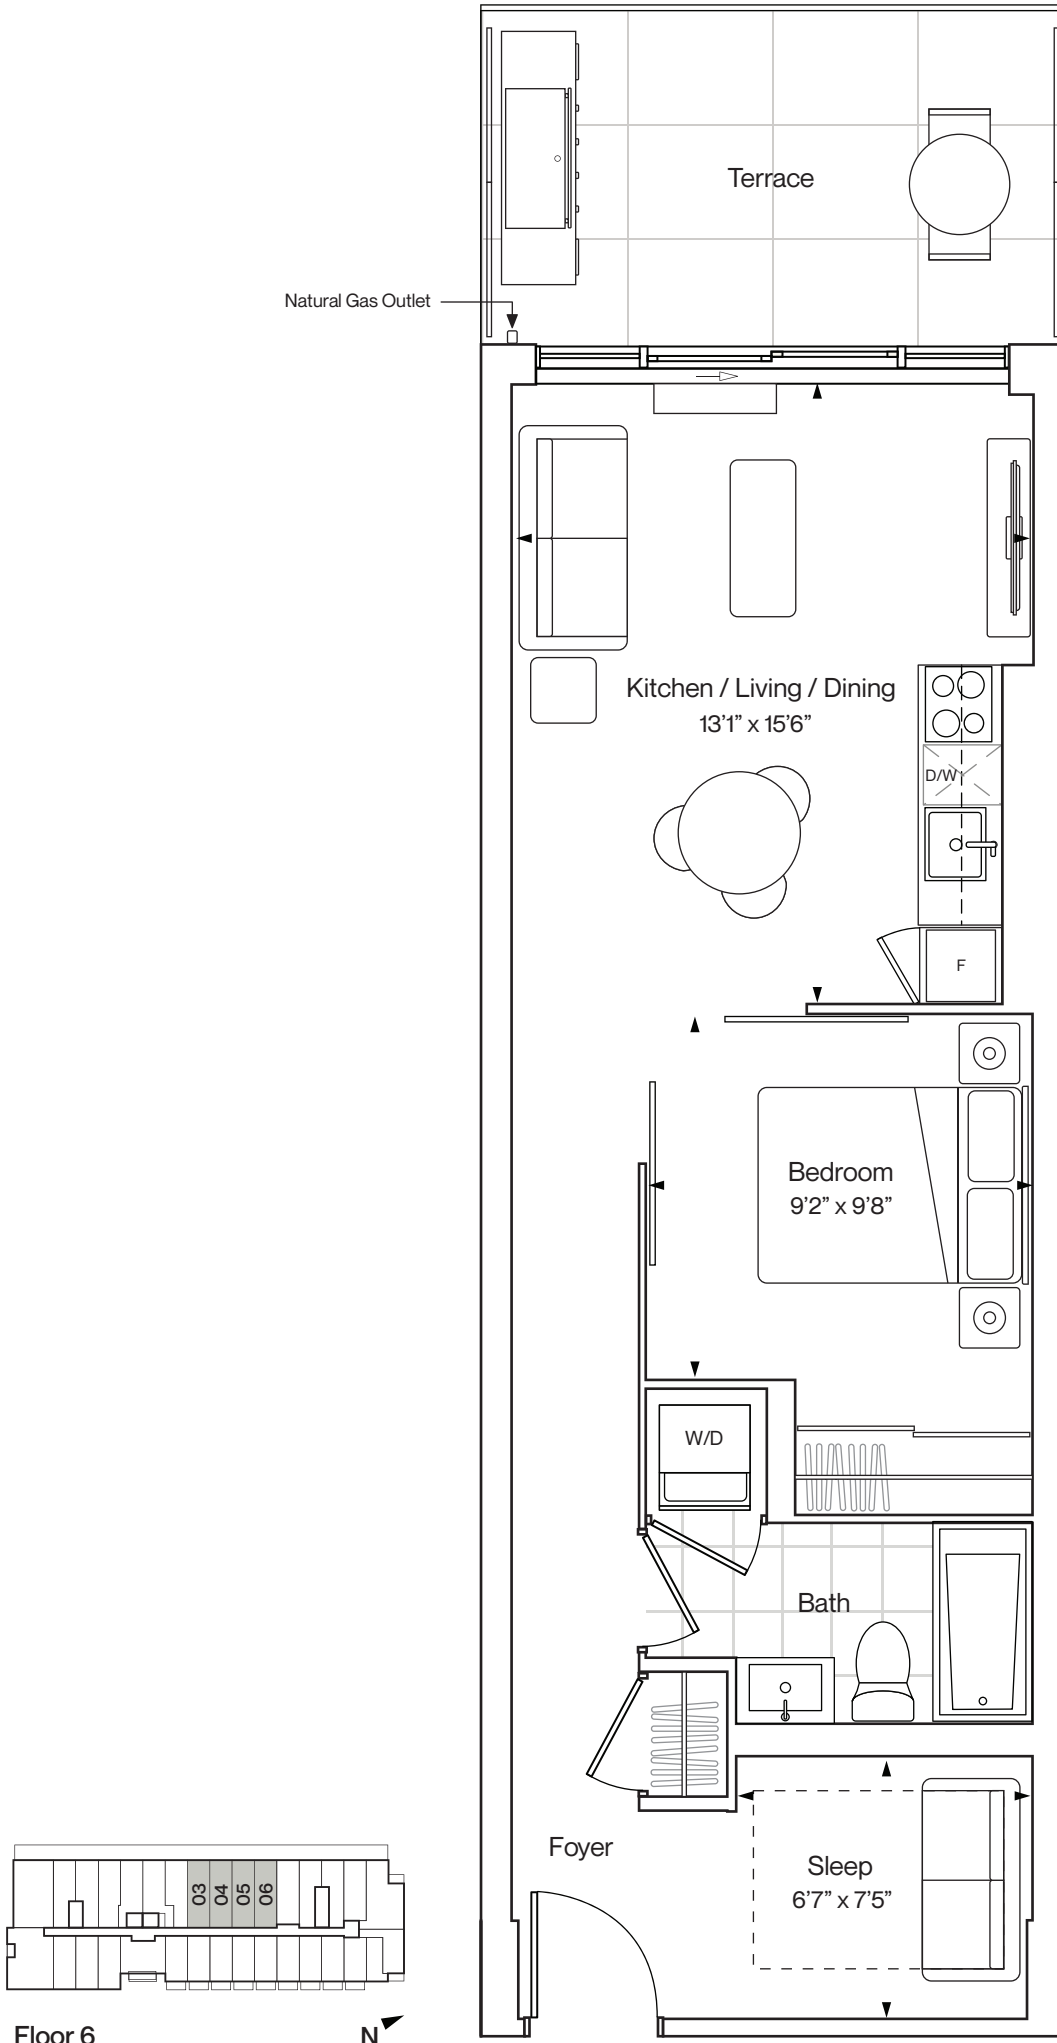 Terrace
Natural Gas Outlet
Kitchen / Living / Dining
13’1” x 15’6”
D/W
F
Bedroom
9’2” x 9’8”
W/D
Bath
Foyer
Sleep
6’7” x 7’5”
03
04
05
06
Floor 6
N